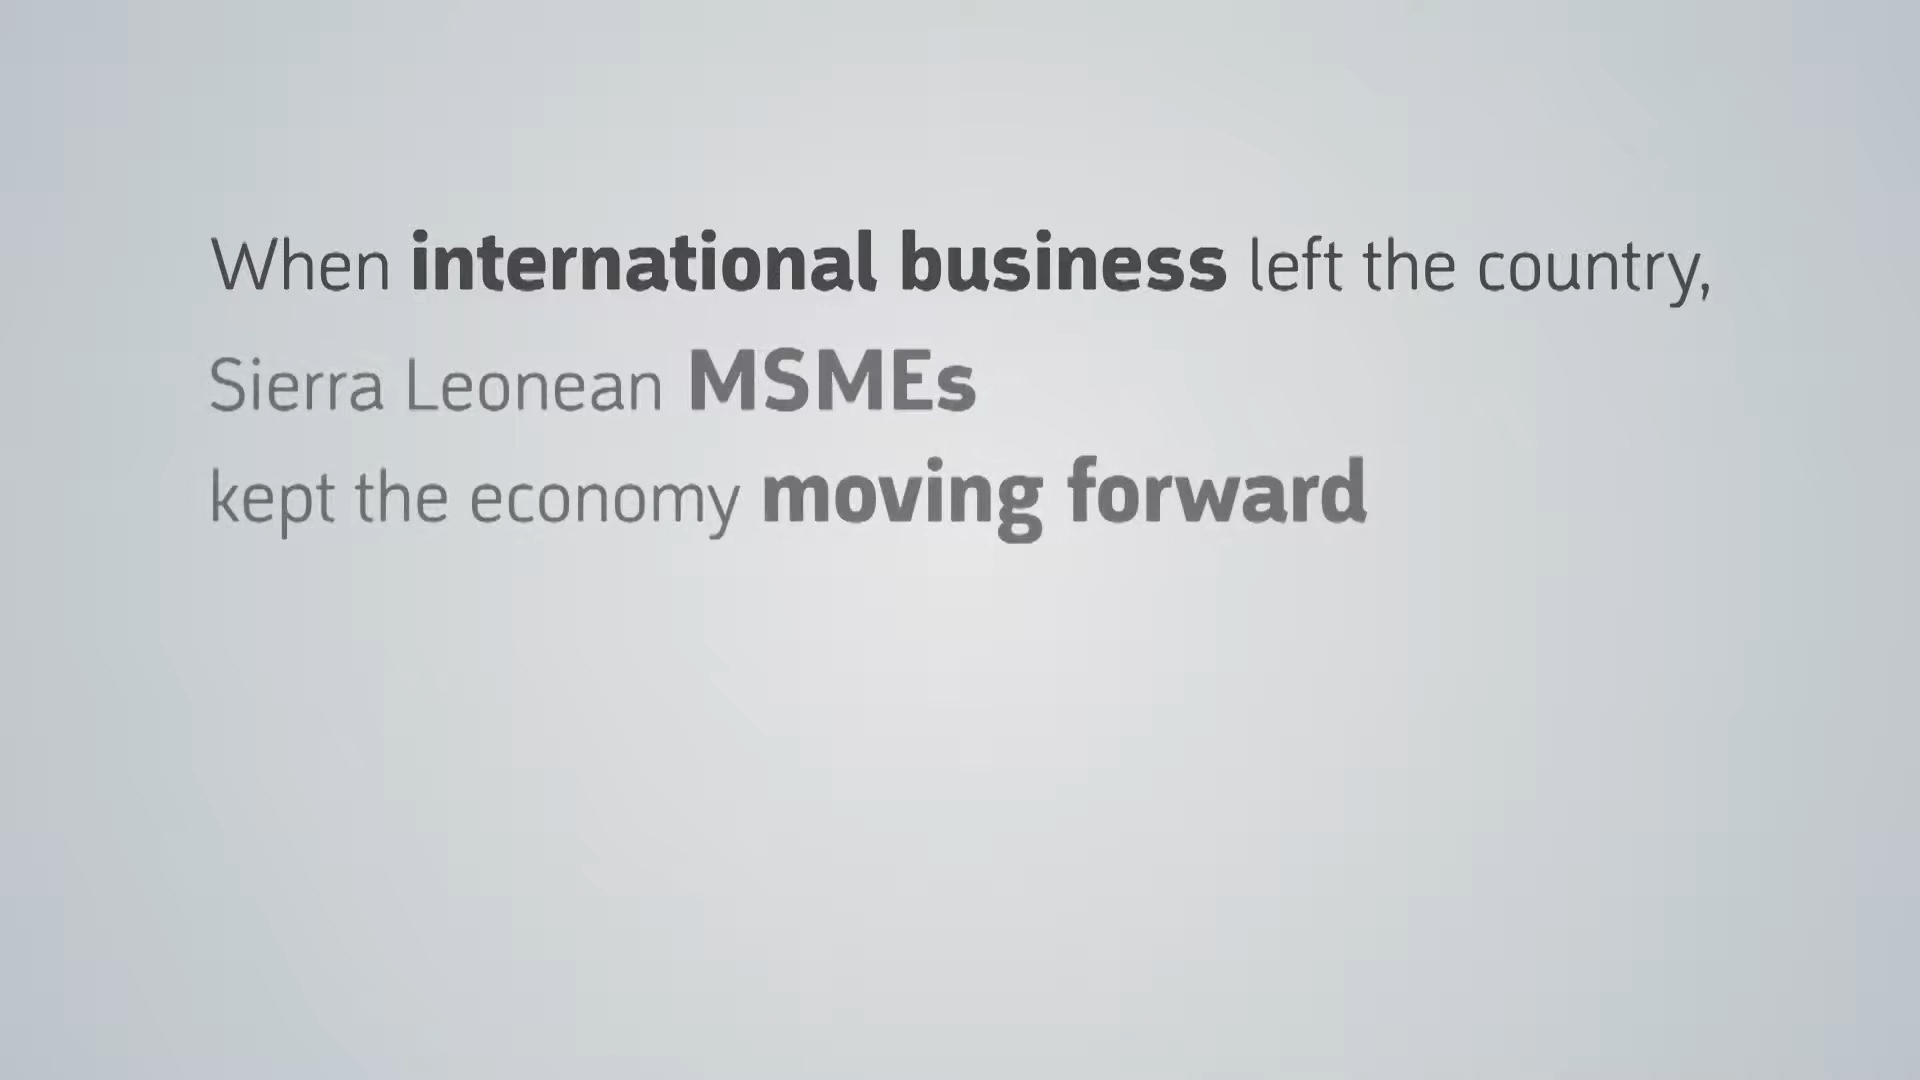 When international business left the country,
Sierra Leonean MSMEs
kept the economy moving forward